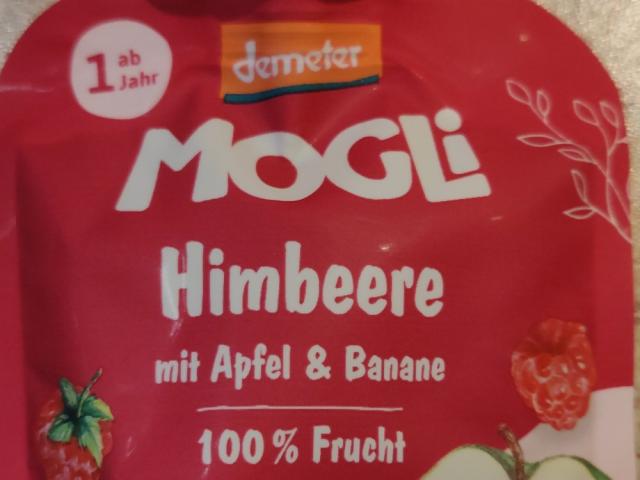 1 ab
Jahr
demeter
MOGLi
Himbeere
mit Apfel & Banane
100% Frucht